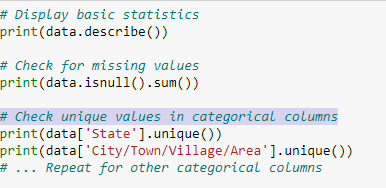 # Display basic statistics
print(data.describe())
# Check for missing values
print(data.isnull().sum())
# Check unique values in categorical columns
print(data['State'].unique())
print(data['City/Town/Village/Area'].unique())
# ... Repeat for other categorical columns